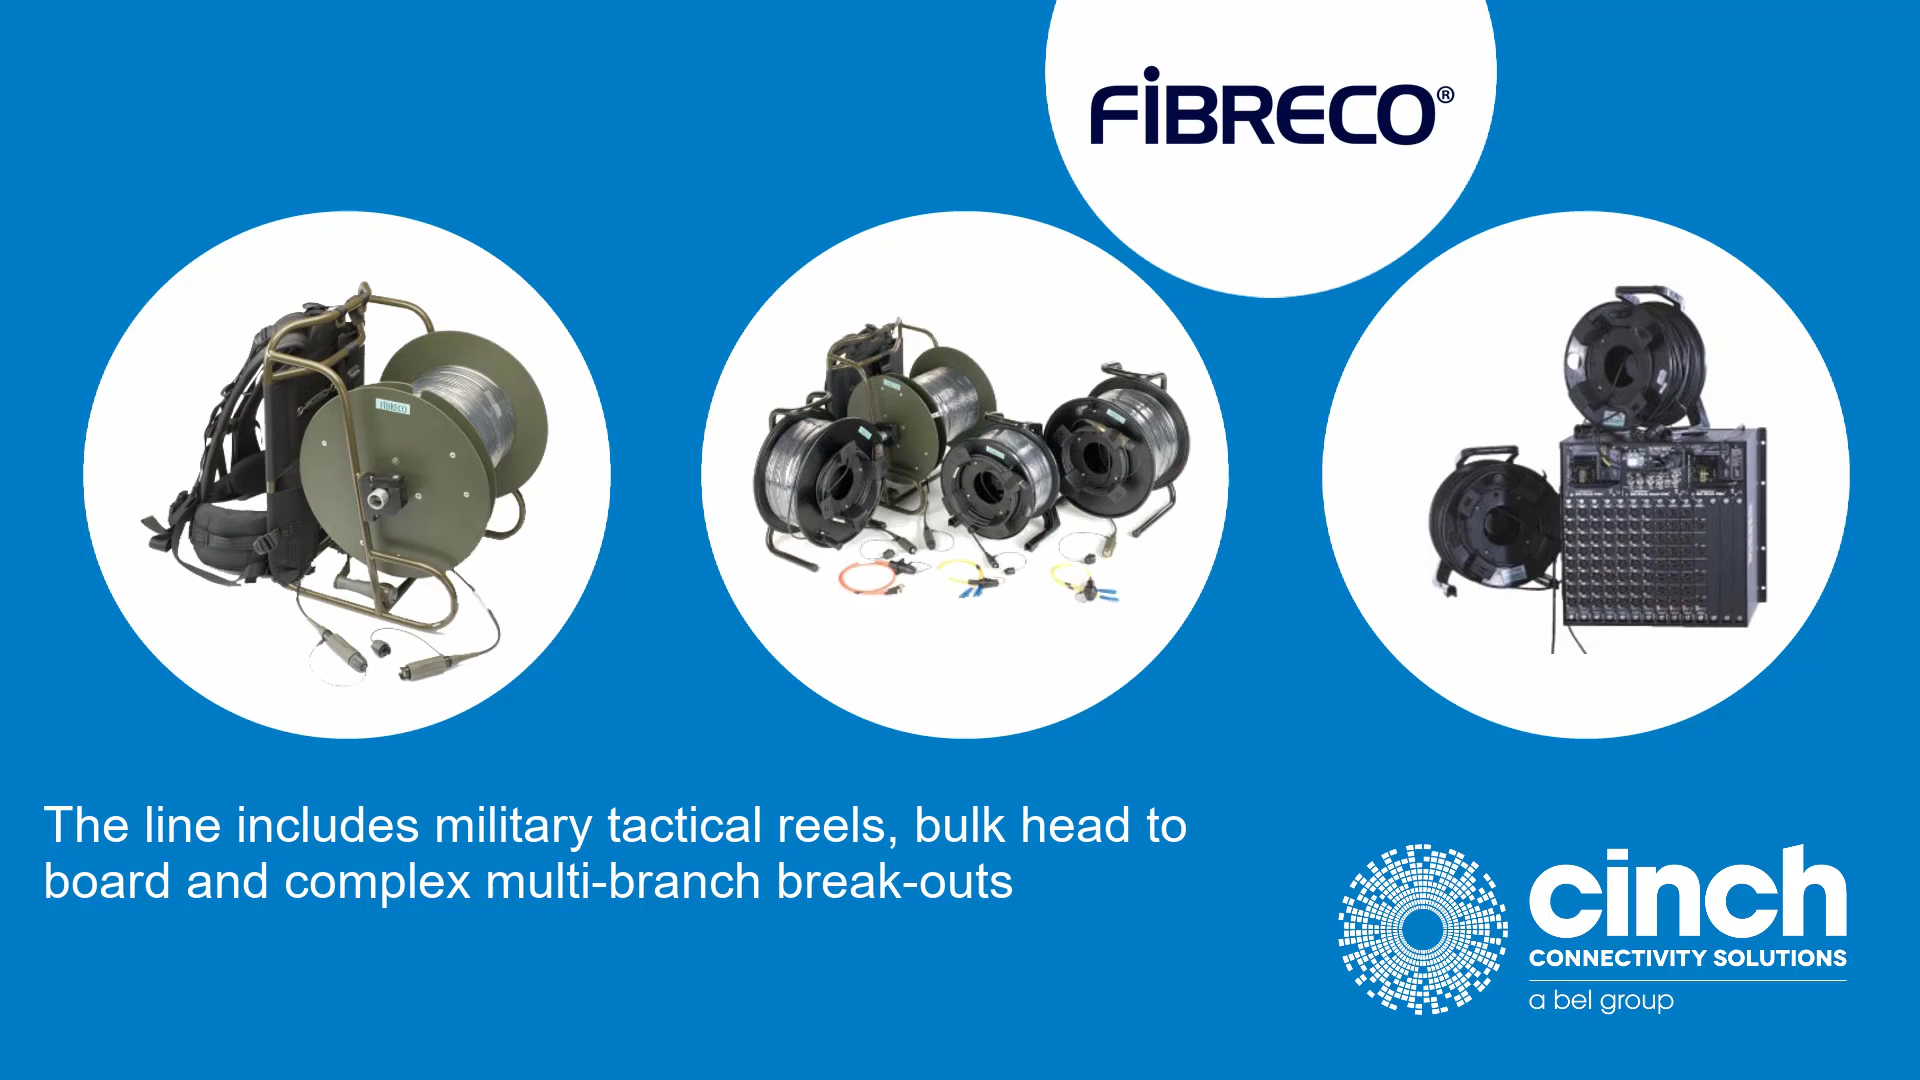 FiBRECO®
FIBRECO
The line includes military tactical reels, bulk head to
board and complex multi-branch break-outs
cinch
CONNECTIVITY SOLUTIONS
a bel group